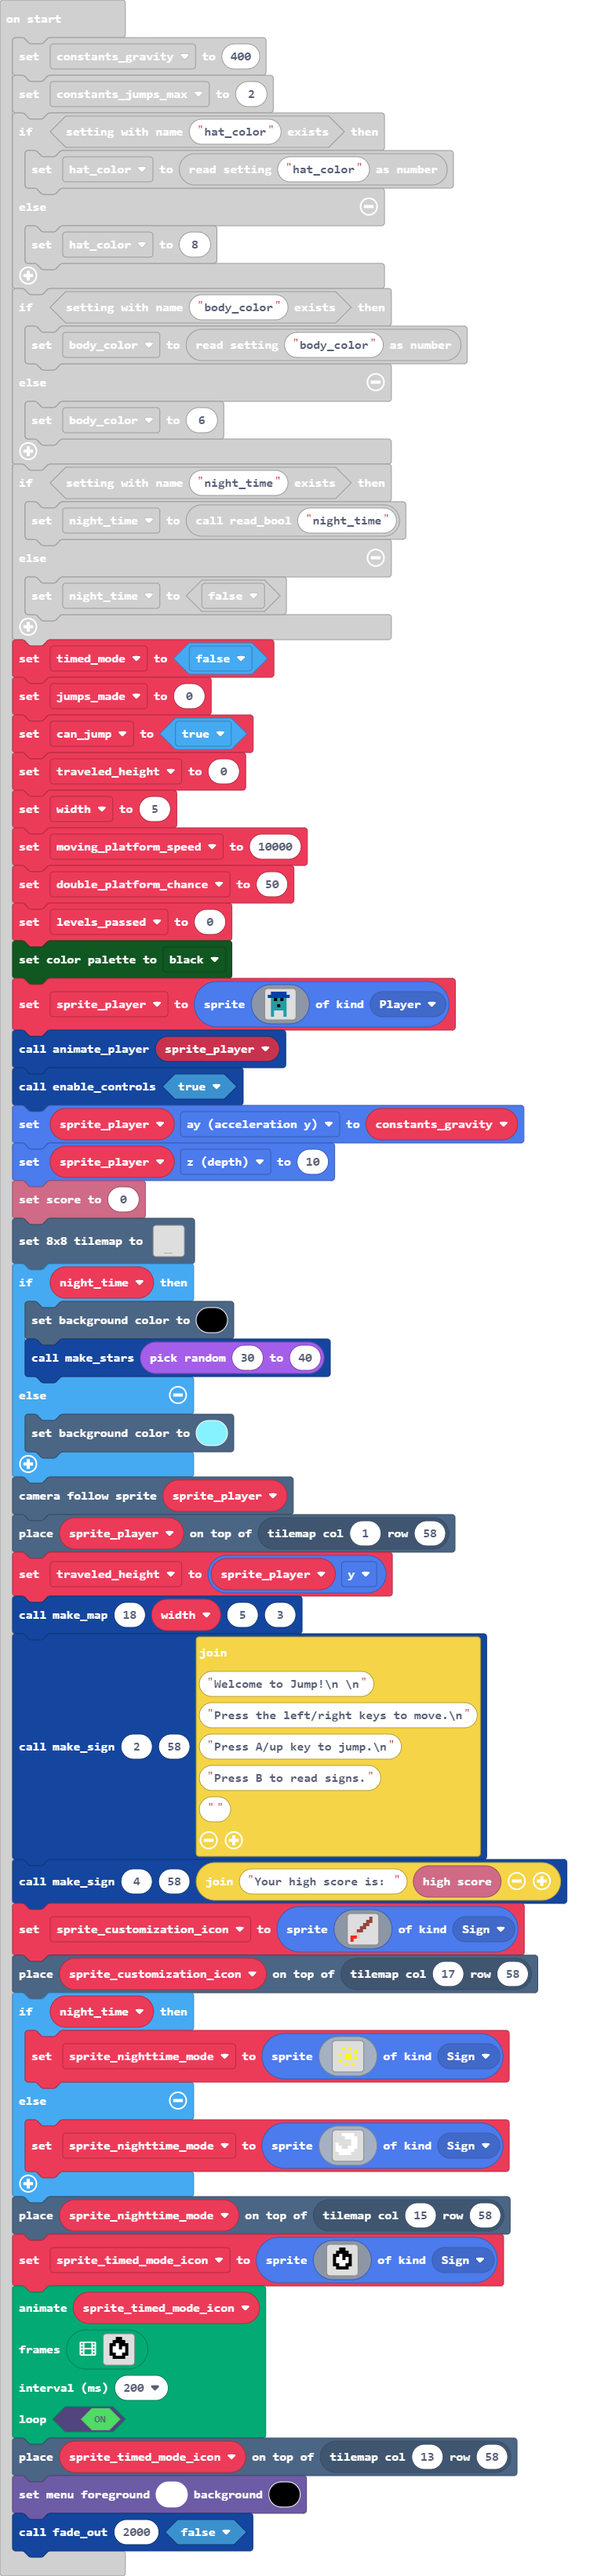 on start
set constants_gravity to 400
set constants_jumps_max to 2
if setting with name "hat_color" exists then
set hat_color to read setting "hat_color" as number
else
set hat_color to 8
if setting with name "body_color" exists then
set body_color to read setting "body_color" as number
else
set body_color to 6
if setting with name "night_time" exists then
set night_time to call read_bool "night_time"
else
set night_time to false
set timed_mode to false
set jumps_made to 0
set can_jump to true
set traveled_height to 0
set width to 5
set moving_platform_speed to 10000
set double_platform_chance to 50
set levels_passed to 0
set color palette to black
set sprite_player to sprite of kind Player
call animate_player sprite_player
call enable_controls true
set sprite_player ay (acceleration y) to constants_gravity
set sprite_player z (depth) to 10
set score to 0
set 8x8 tilemap to
if night_time then
set background color to
call make_stars pick random 30 to 40
else
set background color to
camera follow sprite sprite_player
place sprite_player on top of tilemap col 1 row 58
set traveled_height to sprite_player y
call make_map 18 width 5 3
join
"Welcome to Jump!\n \n"
"Press the left/right keys to move.\n"
call make_sign 2 58 "Press A/up key to jump.\n"
"Press B to read signs."
" "
call make_sign 4 58 join "Your high score is: " high score
set sprite_customization_icon to sprite of kind Sign
place sprite_customization_icon on top of tilemap col 17 row 58
if night_time then
set sprite_nighttime_mode to sprite of kind Sign
else
set sprite_nighttime_mode to sprite of kind Sign
place sprite_nighttime_mode on top of tilemap col 15 row 58
set sprite_timed_mode_icon to sprite of kind Sign
animate sprite_timed_mode_icon
frames
interval (ms) 200
loop ON
place sprite_timed_mode_icon on top of tilemap col 13 row 58
set menu foreground background
call fade_out 2000 false